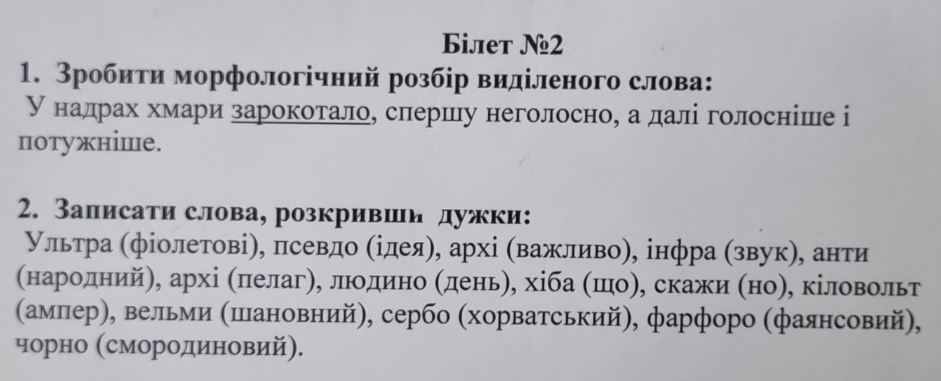 Білет №2
1. Зробити морфологічний розбір виділеного слова:
У надрах хмари зарокотало, спершу неголосно, а далі голосніше і
потужніше.
2. Записати слова, розкривши дужки:
Ультра (фіолетові), псевдо (ідея), архі (важливо), інфра (звук), анти
(народний), архі (пелаг), людино (день), хіба (що), скажи (но), кіловольт
(ампер), вельми (шановний), сербо (хорватський), фарфоро (фаянсовий),
чорно (смородиновий).